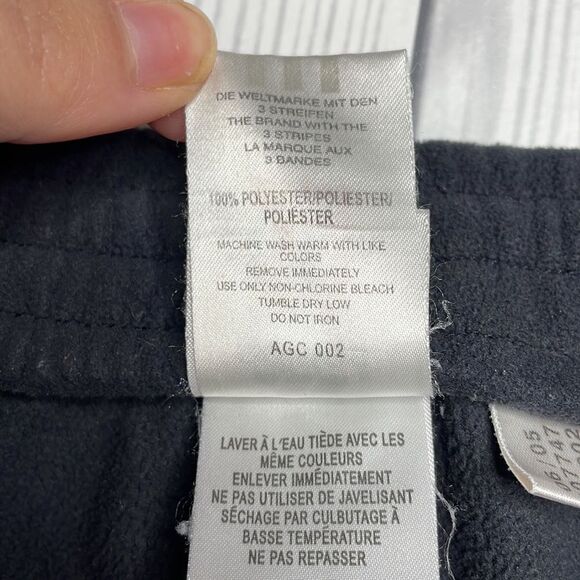 DIE WELTMARKE MIT DEN
3 STREIFEN
THE BRAND WITH THE
3 STRIPES
LA MARQUE AUX
3 BANDES
100% POLYESTER/POLIESTER/
POLIÉSTER
MACHINE WASH WARM WITH LIKE
COLORS
REMOVE IMMEDIATELY
USE ONLY NON-CHLORINE BLEACH
TUMBLE DRY LOW
DO NOT IRON
AGC 002
LAVER À L'EAU TIÈDE AVEC LES
MÊME COULEURS
ENLEVER IMMÉDIATEMENT
NE PAS UTILISER DE JAVELISANT
SÉCHAGE PAR CULBUTAGE À
BASSE TEMPÉRATURE
NE PAS REPASSER
05